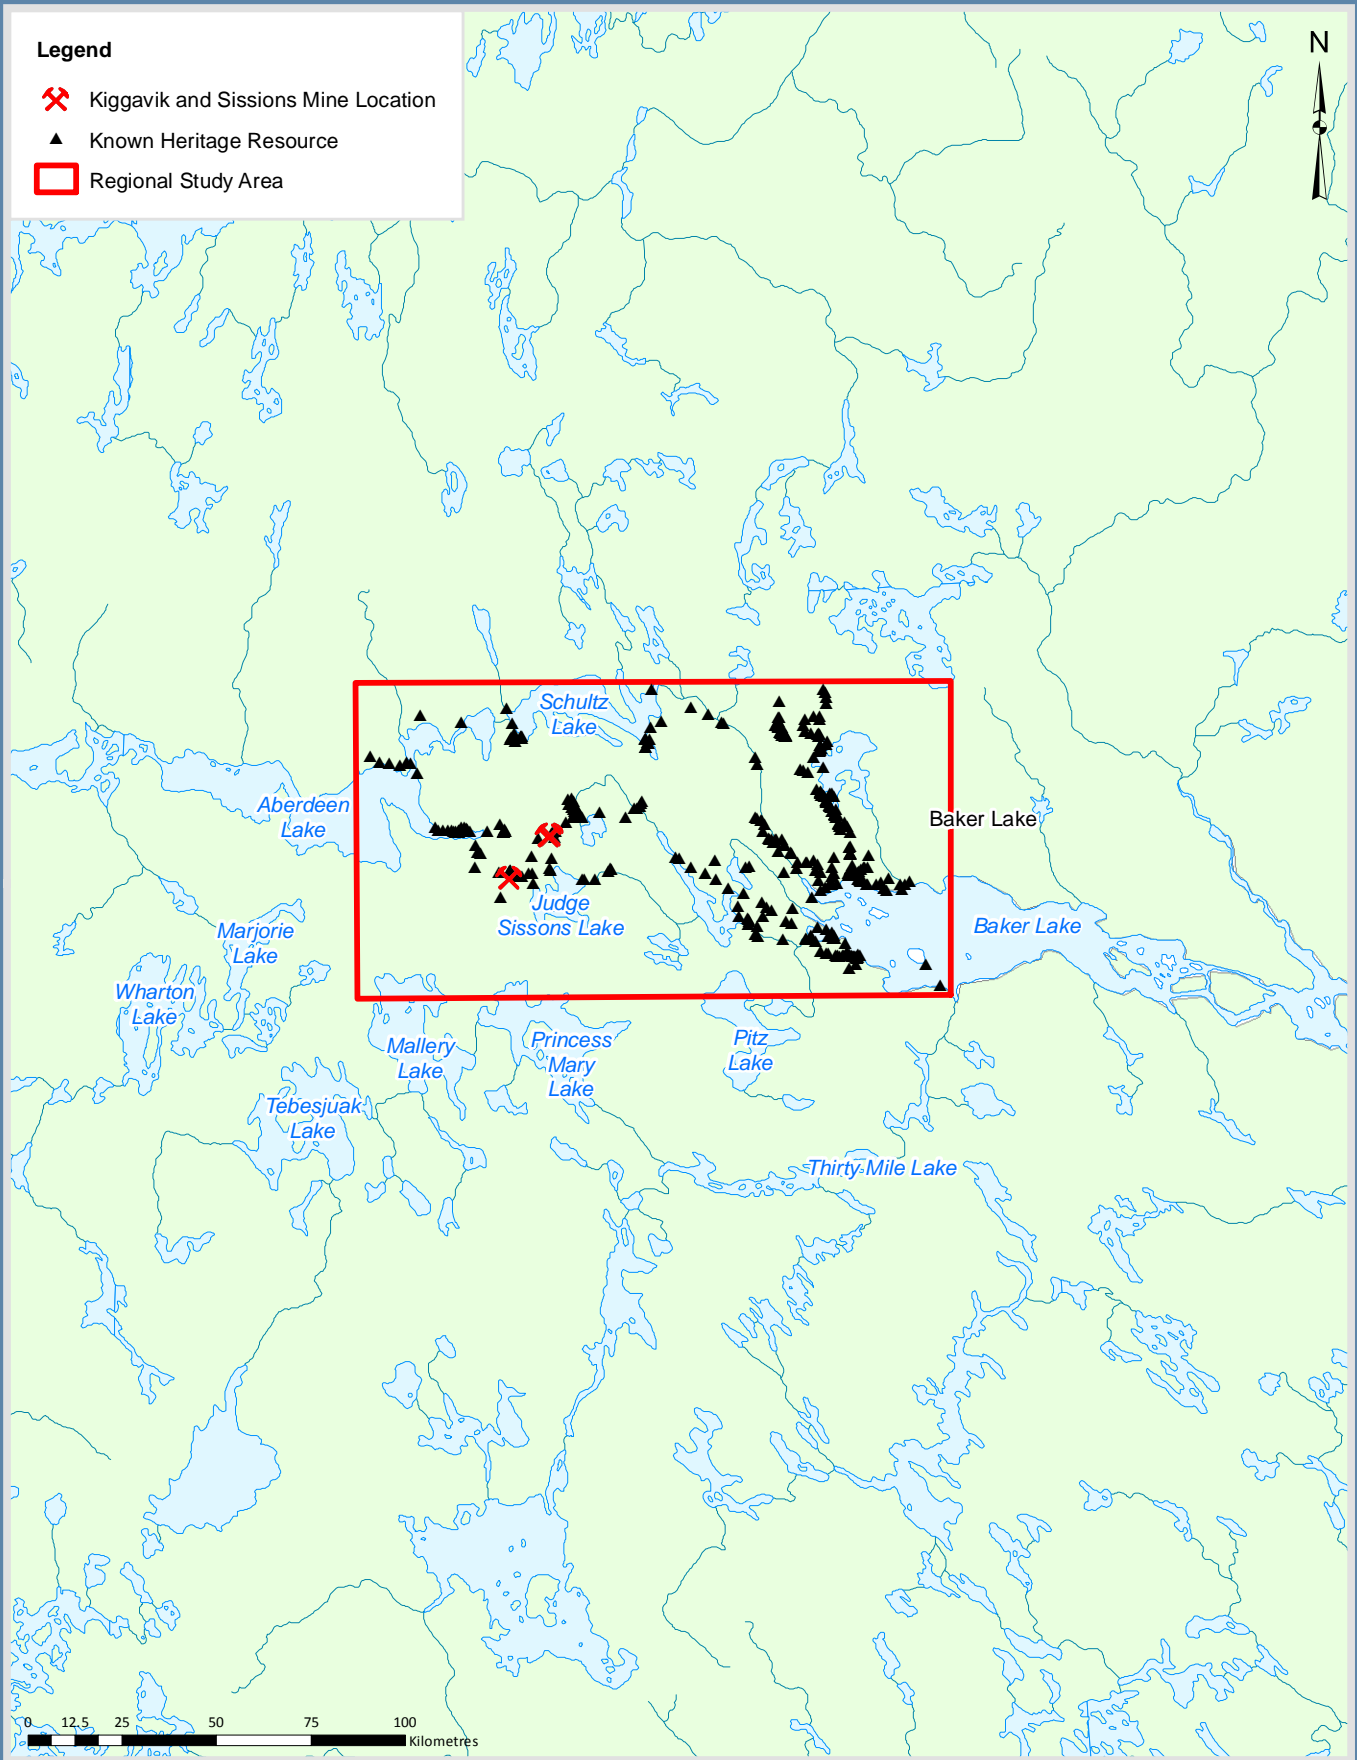 Legend
Kiggavik and Sissions Mine Location
Known Heritage Resource
Regional Study Area
N
Schultz
Lake
Aberdeen
Lake
Baker Lake
Judge
Sissons Lake
Baker Lake
Marjorie
Lake
Wharton
Lake
Mallery
Lake
Princess
Mary
Lake
Pitz
Lake
Tebesjuak
Lake
Thirty Mile Lake
0 12.5 25 50 75 100
Kilometres